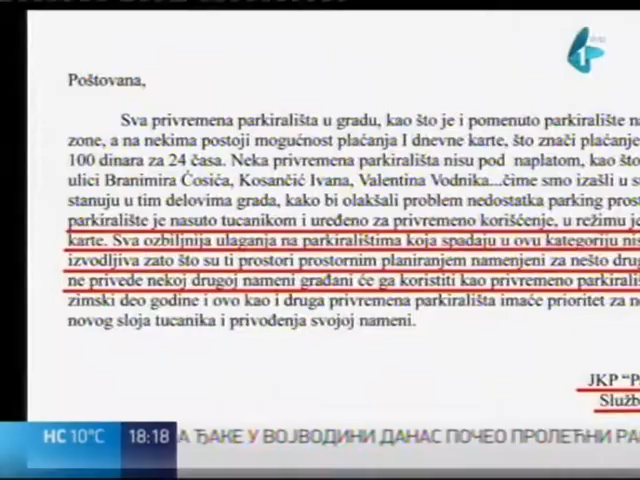 Poštovana,
Sva privremena parkirališta u gradu, kao što je i pomenuto parkiralište na
zone, a na nekima postoji mogućnost plaćanja I dnevne karte, što znači plaćanje
100 dinara za 24 časa. Neka privremena parkirališta nisu pod naplatom, kao što
ulici Branimira Ćosića, Kosančić Ivana, Valentina Vodnika...čime smo izašli u
stanuju u tim delovima grada, kako bi olakšali problem nedostatka parking
parkiralište je nasuto tucanikom i uređeno za privremeno korišćenje, u režimu
karte. Sva ozbiljnija ulaganja na parkiralištima koja spadaju u ovu kategoriju
izvodljiva zato što su ti prostori prostornim planiranjem namenjeni za nešto
ne privede nekoj drugoj nameni građani će ga koristiti kao privremeno
zimski deo godine i ovo kao i druga privremena parkirališta imaće prioritet za
novog sloja tucanika i privođenja svojoj nameni.
JKP
НС 10°C 18:18 А ЂАКЕ У ВОЈВОДИНИ ДАНАС ПОЧЕО ПРОЛЕЋНИ